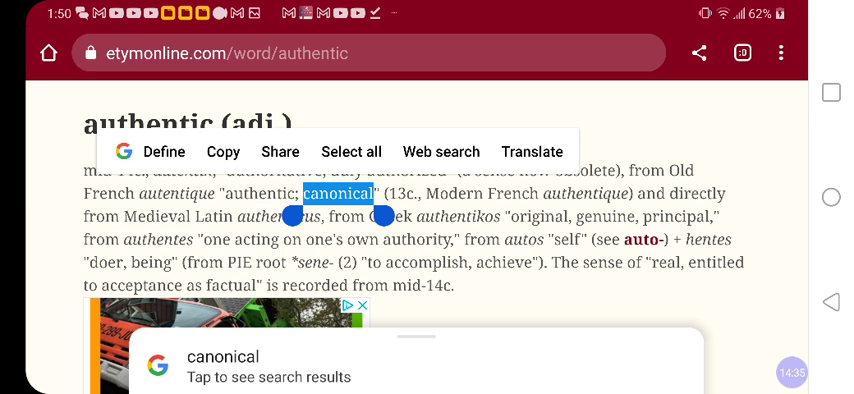 1:50
62%
etymonline.com/word/authentic
:D
authentic (adj.)
Define Copy Share Select all Web search Translate
obsolete), from Old
French autentique "authentic; canonical" (13c., Modern French authentique) and directly
from Medieval Latin from Greek authentikos "original, genuine, principal,"
from authentes "one acting on one's own authority," from autos "self" (see auto-) + hentes
"doer, being" (from PIE root *sene- (2) "to accomplish, achieve"). The sense of "real, entitled
to acceptance as factual" is recorded from mid-14c.
canonical
Tap to see search results
14:35